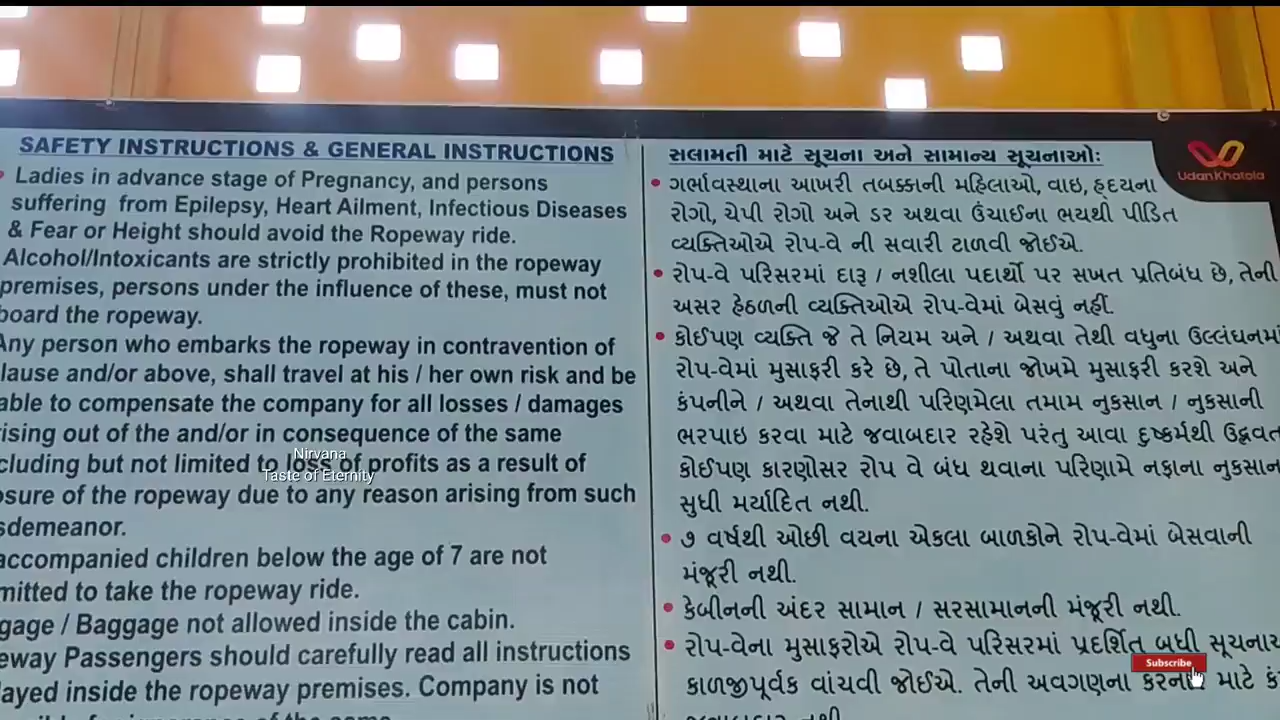 SAFETY INSTRUCTIONS & GENERAL INSTRUCTIONS
Ladies in advance stage of Pregnancy, and persons
suffering from Epilepsy, Heart Ailment, Infectious Diseases
& Fear or Height should avoid the Ropeway ride.
Alcohol/Intoxicants are strictly prohibited in the ropeway
premises, persons under the influence of these, must not
board the ropeway.
Any person who embarks the ropeway in contravention of
lause and/or above, shall travel at his / her own risk and be
able to compensate the company for all losses / damages
rising out of the and/or in consequence of the same
cluding but not limited to loss of profits as a result of
osure of the ropeway due to any reason arising from such
sdemeanor.
accompanied children below the age of 7 are not
mitted to take the ropeway ride.
gage / Baggage not allowed inside the cabin.
eway Passengers should carefully read all instructions
layed inside the ropeway premises. Company is not
સલામતી માટે સૂચના અને સામાન્ય સૂચનાઓઃ
• ગર્ભાવસ્થાના આખરી તબક્કાની મહિલાઓ, વાઇ, હૃદયના
રોગો, ચેપી રોગો અને ડર અથવા ઉંચાઈના ભયથી પીડિત
વ્યક્તિઓએ રોપ-વે ની સવારી ટાળવી જોઈએ.
• રોપ-વે પરિસરમાં દારૂ / નશીલા પદાર્થો પર સખત પ્રતિબંધ છે, તેની
અસર હેઠળની વ્યક્તિઓએ રોપ-વેમાં બેસવું નહીં.
• કોઈપણ વ્યક્તિ જે તે નિયમ અને / અથવા તેથી વધુના ઉલ્લંઘનમાં
રોપ-વેમાં મુસાફરી કરે છે, તે પોતાના જોખમે મુસાફરી કરશે અને
કંપનીને / અથવા તેનાથી પરિણમેલા તમામ નુકસાન / નુકસાની
ભરપાઇ કરવા માટે જવાબદાર રહેશે પરંતુ આવા દુષ્કર્મથી ઉદ્ભવત
કોઈપણ કારણોસર રોપ વે બંધ થવાના પરિણામે નફાના નુકસાન
સુધી મર્યાદિત નથી.
• ૭ વર્ષથી ઓછી વયના એકલા બાળકોને રોપ-વેમાં બેસવાની
મંજૂરી નથી.
• કેબીનની અંદર સામાન / સરસામાનની મંજૂરી નથી.
• રોપ-વેના મુસાફરોએ રોપ-વે પરિસરમાં પ્રદર્શિત બધી સૂચના
કાળજીપૂર્વક વાંચવી જોઈએ. તેની અવગણના કરનાર માટે કં
UdanKhatola
Nirvana
Taste of Eternity
Subscribe